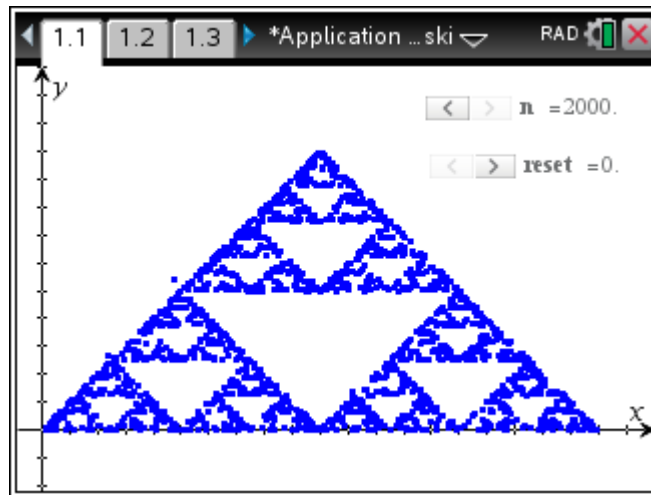 1.1 1.2 1.3 *Application …ski RAD
y
n =2000.
reset =0.
x